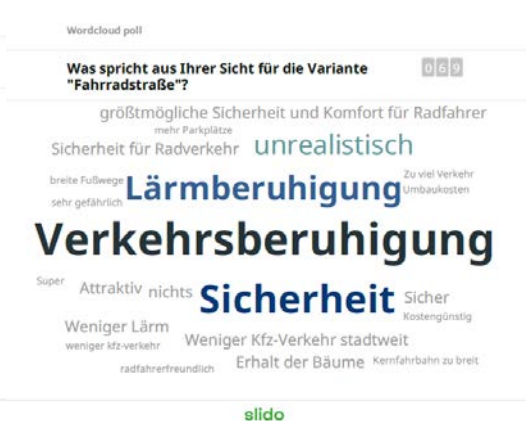 Wordcloud poll
Was spricht aus Ihrer Sicht für die Variante
"Fahrradstraße"?
069
größtmögliche Sicherheit und Komfort für Radfahrer
mehr Parkplätze
Sicherheit für Radverkehr
unrealistisch
breite Fußwege
Lärmberuhigung
Zu viel Verkehr
Umbaukosten
sehr gefährlich
Verkehrsberuhigung
Super
Attraktiv
nichts
Sicherheit
Sicher
Kostengünstig
Weniger Lärm
weniger kfz-verkehr
Weniger Kfz-Verkehr stadtweit
radfahrerfreundlich
Erhalt der Bäume
Kernfahrbahn zu breit
slido